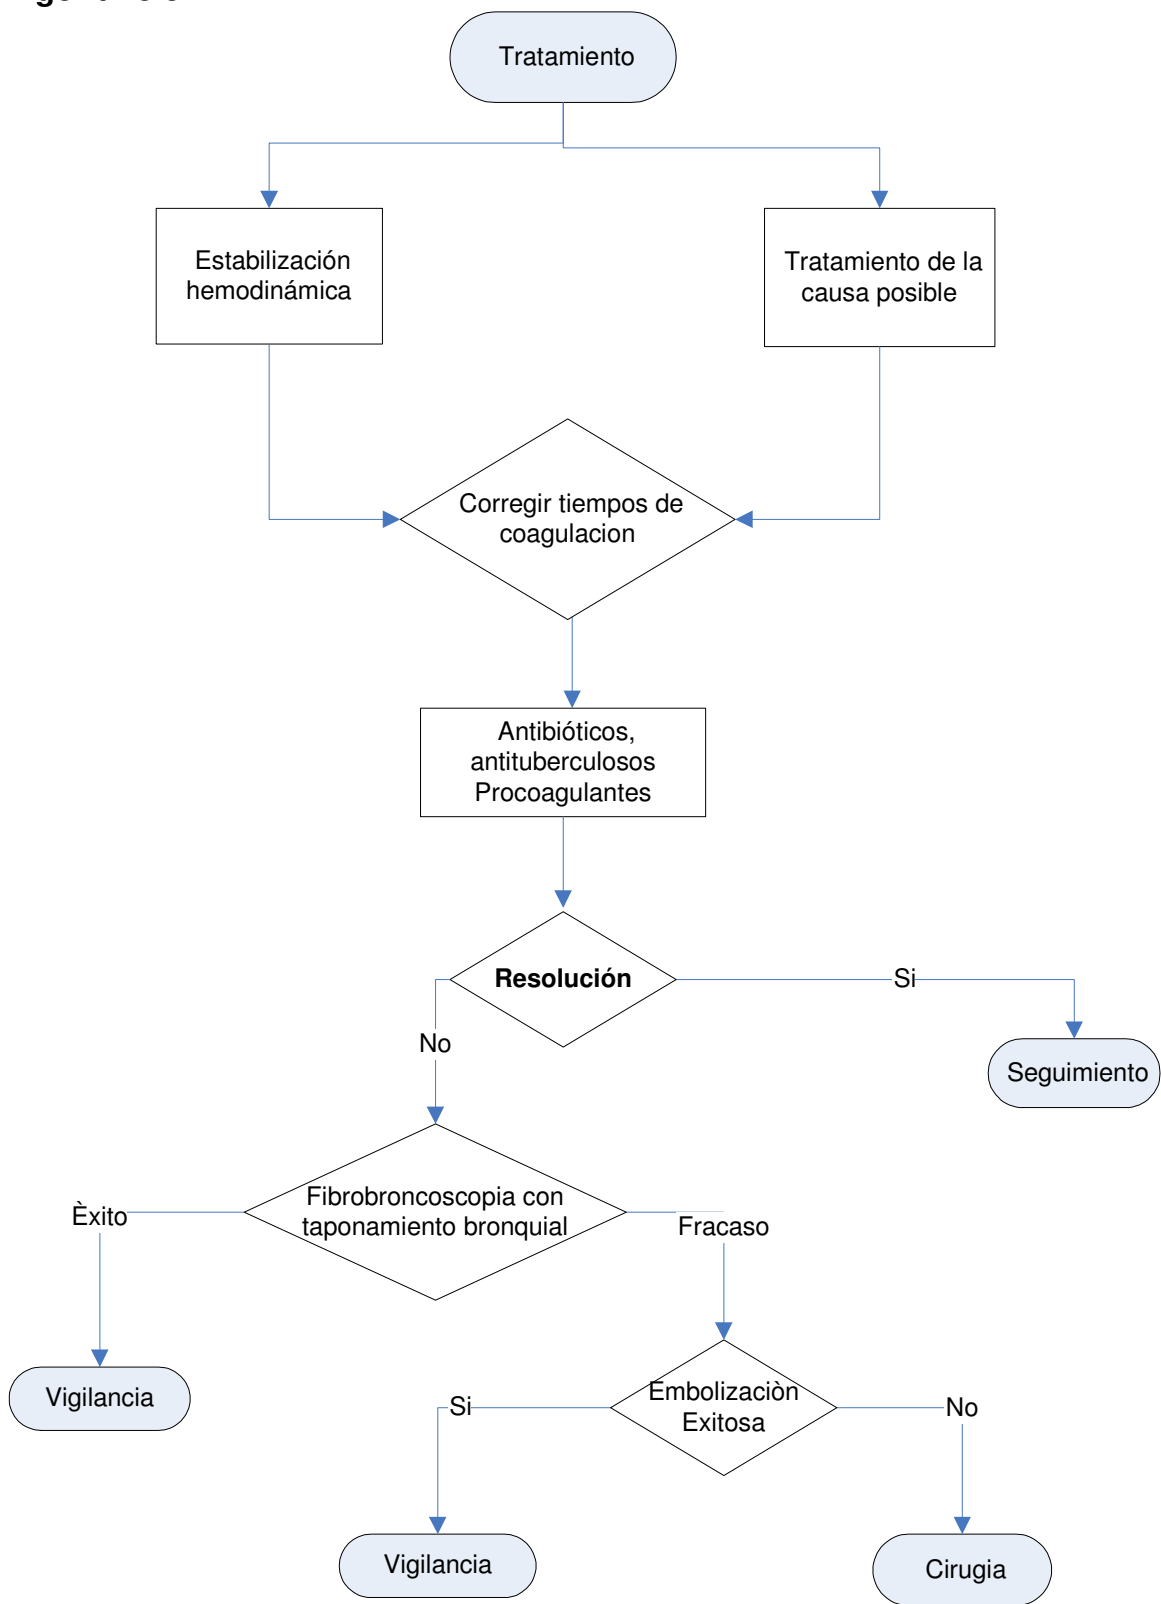 Tratamiento
Estabilización
hemodinámica
Tratamiento de la
causa posible
Corregir tiempos de
coagulacion
Antibióticos,
antituberculosos
Procoagulantes
Resolución
Si
No
Seguimiento
Fibrobroncoscopia con
taponamiento bronquial
Èxito
Fracaso
Vigilancia
Embolizaciòn
Exitosa
Si
No
Vigilancia
Cirugia